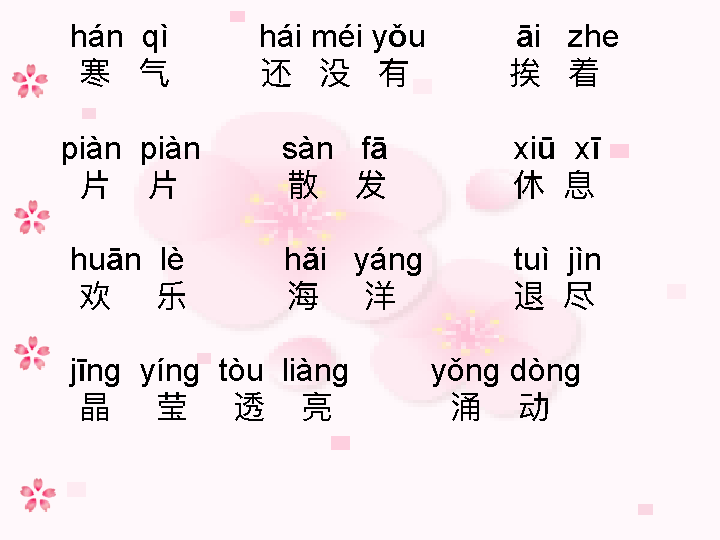 hán qì hái méi yǒu āi zhe
寒 气 还 没 有 挨 着
piàn piàn sàn fā xiū xī
片 片 散 发 休 息
huān lè hǎi yáng tuì jìn
欢 乐 海 洋 退 尽
jīng yíng tòu liàng yǒng dòng
晶 莹 透 亮 涌 动